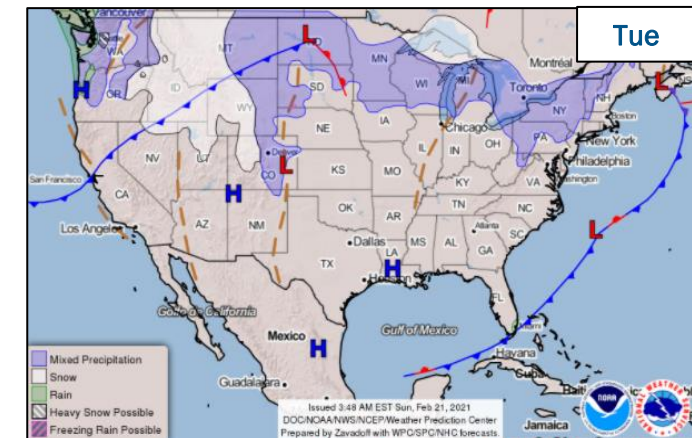 Tue
Vancouver
Seattle
WA
MT
ND
L
MN
Montréal
H
OR
ID
WY
SD
WI
MI
Toronto
NY
NH
L
Boston
NE
IA
Chicago
PA
New York
Philadelphia
NV
UT
Denver
CO
L
KS
MO
IL
IN
OH
KY
VA
Washington
San Francisco
CA
H
Los Angeles
AZ
NM
OK
AR
TN
NC
Dallas
MS
AL
Atlanta
GA
SC
L
TX
LA
H
Houston
FL
Golfo de California
Mexico
H
Gulf of Mexico
Miami
Havana
Cuba
Guadalajara
Jamaica
Mixed Precipitation
Snow
Rain
Heavy Snow Possible
Freezing Rain Possible
Issued 3:48 AM EST Sun, Feb 21, 2021
DOC/NOAA/NWS/NCEP/Weather Prediction Center
Prepared by Zavadoff with WPC/SPC/NHC forecasts.
NOAA